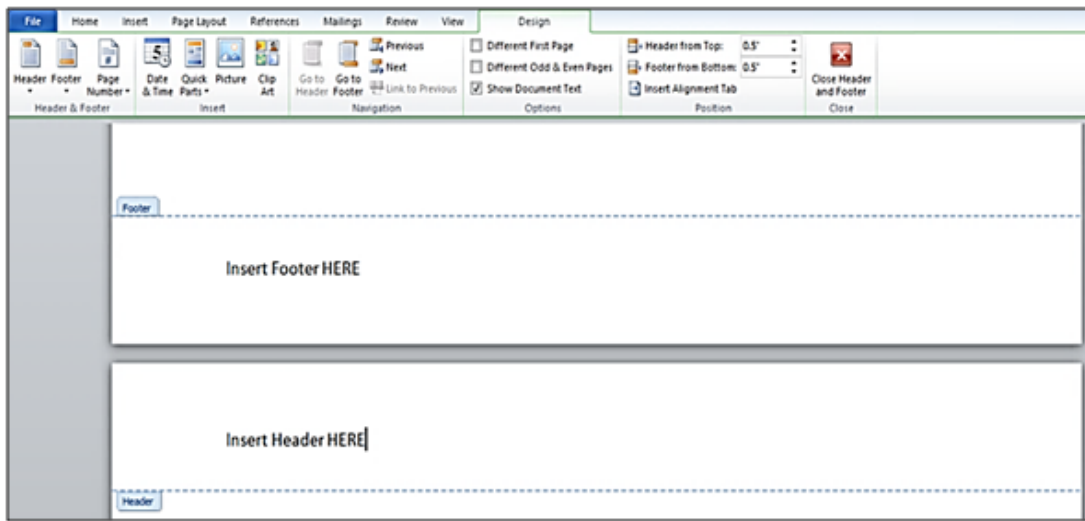 File Home Insert Page Layout References Mailings Review View Design
Header Footer Page Number
Header & Footer
Date & Time Quick Parts Picture Clip Art
Insert
Go to Header Go to Footer
Previous
Next
Link to Previous
Navigation
Different First Page
Different Odd & Even Pages
Show Document Text
Options
Header from Top: 0.5"
Footer from Bottom: 0.5"
Insert Alignment Tab
Position
Close Header and Footer
Close
Footer
Insert Footer HERE
Insert Header HERE
Header